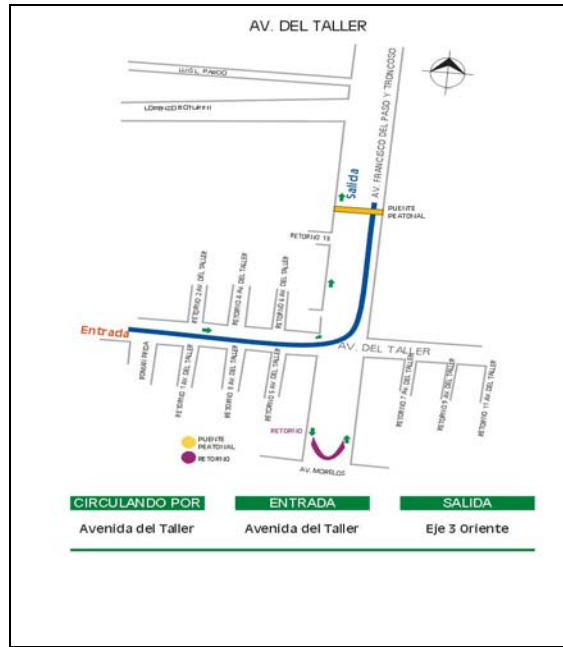 AV. DEL TALLER
LUIS L. PARDO
LORENZO BOTURINI
AV. FRANCISCO DEL PASO Y TRONCOSO
Salida
PUENTE
PEATONAL
RETORNO 13
RETORNO 2 AV. DEL TALLER
RETORNO 4 AV. DEL TALLER
RETORNO 6 AV. DEL TALLER
Entrada
AV. DEL TALLER
RETORNO 1 AV. DEL TALLER
RETORNO 3 AV. DEL TALLER
RETORNO 5 AV. DEL TALLER
RETORNO 7 AV. DEL TALLER
RETORNO 9 AV. DEL TALLER
RETORNO 11 AV. DEL TALLER
RETORNO
PUENTE
PEATONAL
RETORNO
AV. MORELOS
CIRCULANDO POR ENTRADA SALIDA
Avenida del Taller Avenida del Taller Eje 3 Oriente